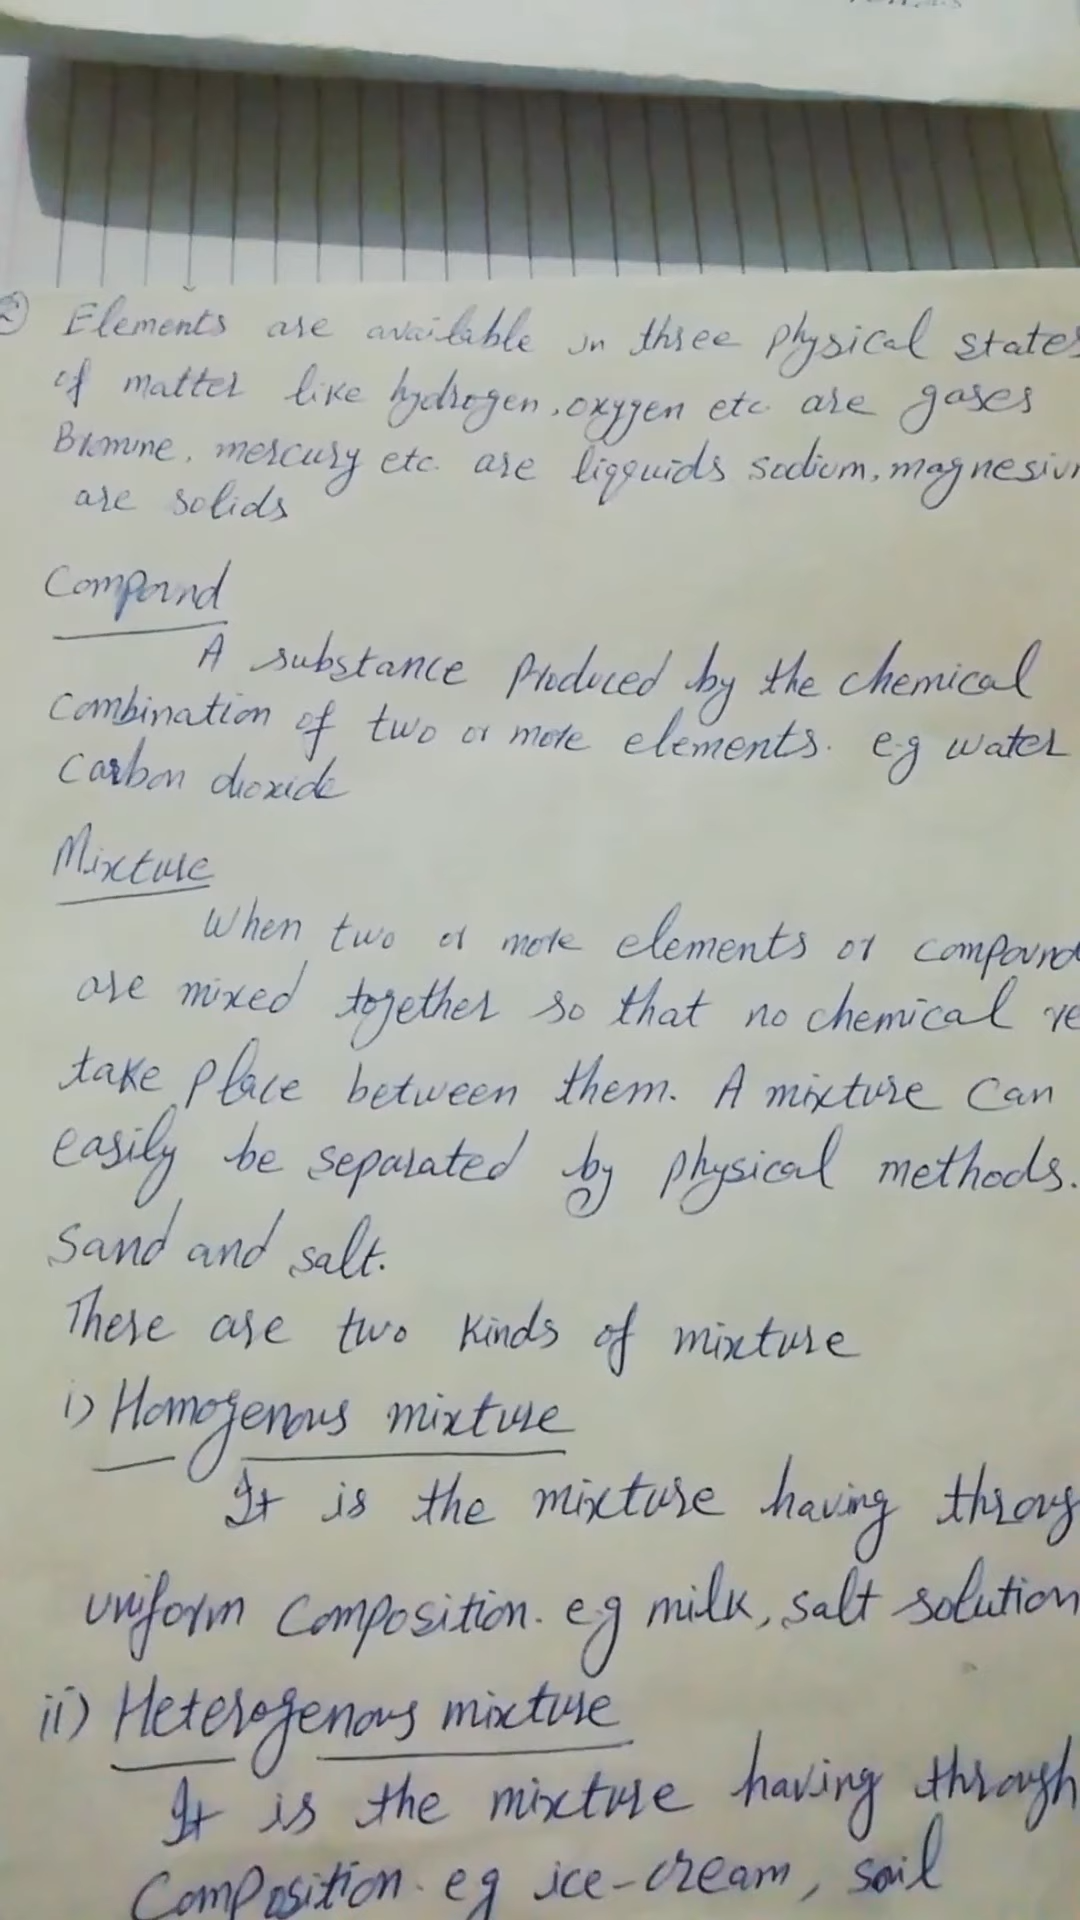 ② Elements are available in three physical states
of matter like hydrogen, oxygen etc. are gases
Bromine, mercury etc. are liqquids sodium, magnesium
are solids
Compound
A substance Produced by the chemical
Combination of two or more elements. e.g water
Carbon dioxide
Mixture
When two or more elements or compound
are mixed together so that no chemical re
take place between them. A mixture can
easily be separated by physical methods.
Sand and salt.
There are two kinds of mixture
i) Homogenous mixture
It is the mixture having throug
uniform composition. e.g milk, salt solution
ii) Heterogenous mixture
It is the mixture having through
Composition. eg ice-cream, soil